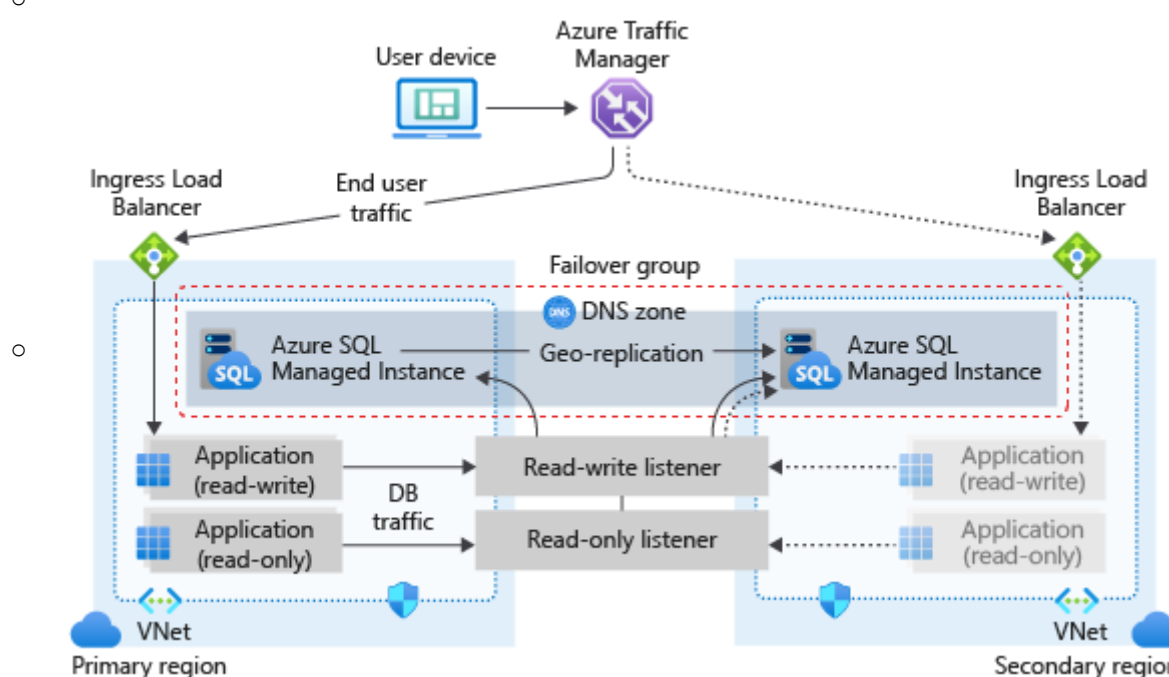 Azure Traffic
Manager
User device
Ingress Load
Balancer
End user
traffic
Ingress Load
Balancer
Failover group
DNS
DNS zone
SQL
Azure SQL
Managed Instance
Geo-replication
SQL
Azure SQL
Managed Instance
Application
(read-write)
DB
traffic
Read-write listener
Application
(read-write)
Application
(read-only)
Read-only listener
Application
(read-only)
VNet
VNet
Primary region
Secondary region